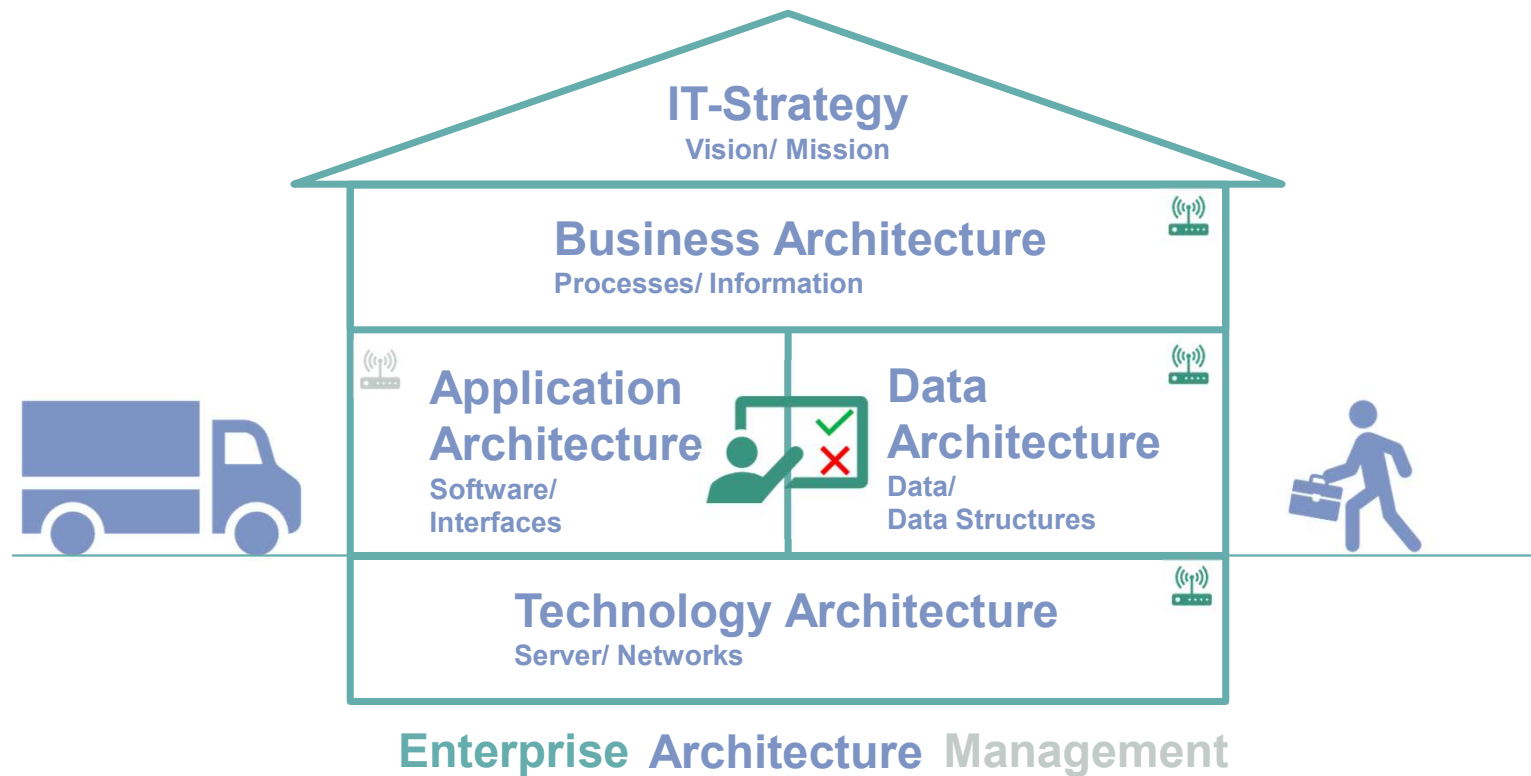 IT-Strategy
Vision/ Mission
Business Architecture
Processes/ Information
Application
Architecture
Software/
Interfaces
Data
Architecture
Data/
Data Structures
Technology Architecture
Server/ Networks
Enterprise Architecture Management